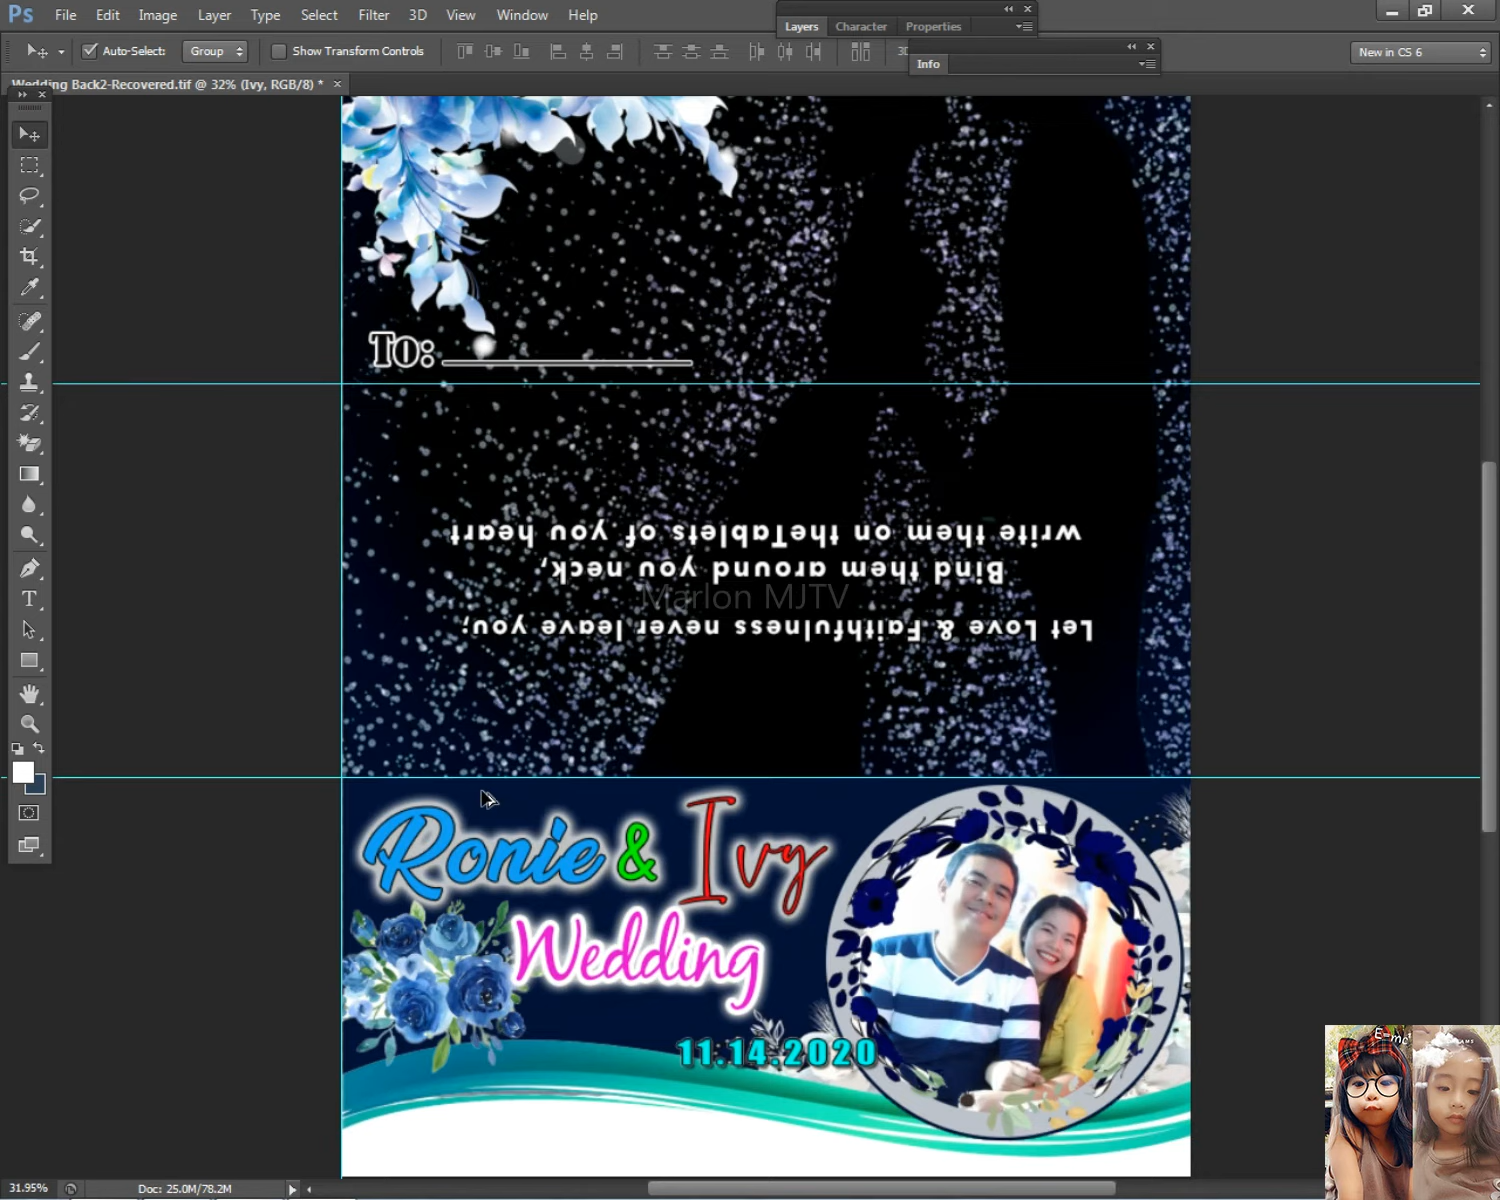 Ps File Edit Image Layer Type Select Filter 3D View Window Help
Layers Character Properties
Auto-Select: Group Show Transform Controls
Info
New in CS 6
Wedding Back2-Recovered.tif @ 32% (Ivy, RGB/8) *
To:
Let Love & Faithfulness never leave you;
Bind them around you neck,
write them on theTablets of you heart
Marlon MJTV
Ronie & Ivy
Wedding
11.14.2020
31.95% Doc: 25.0M/78.2M